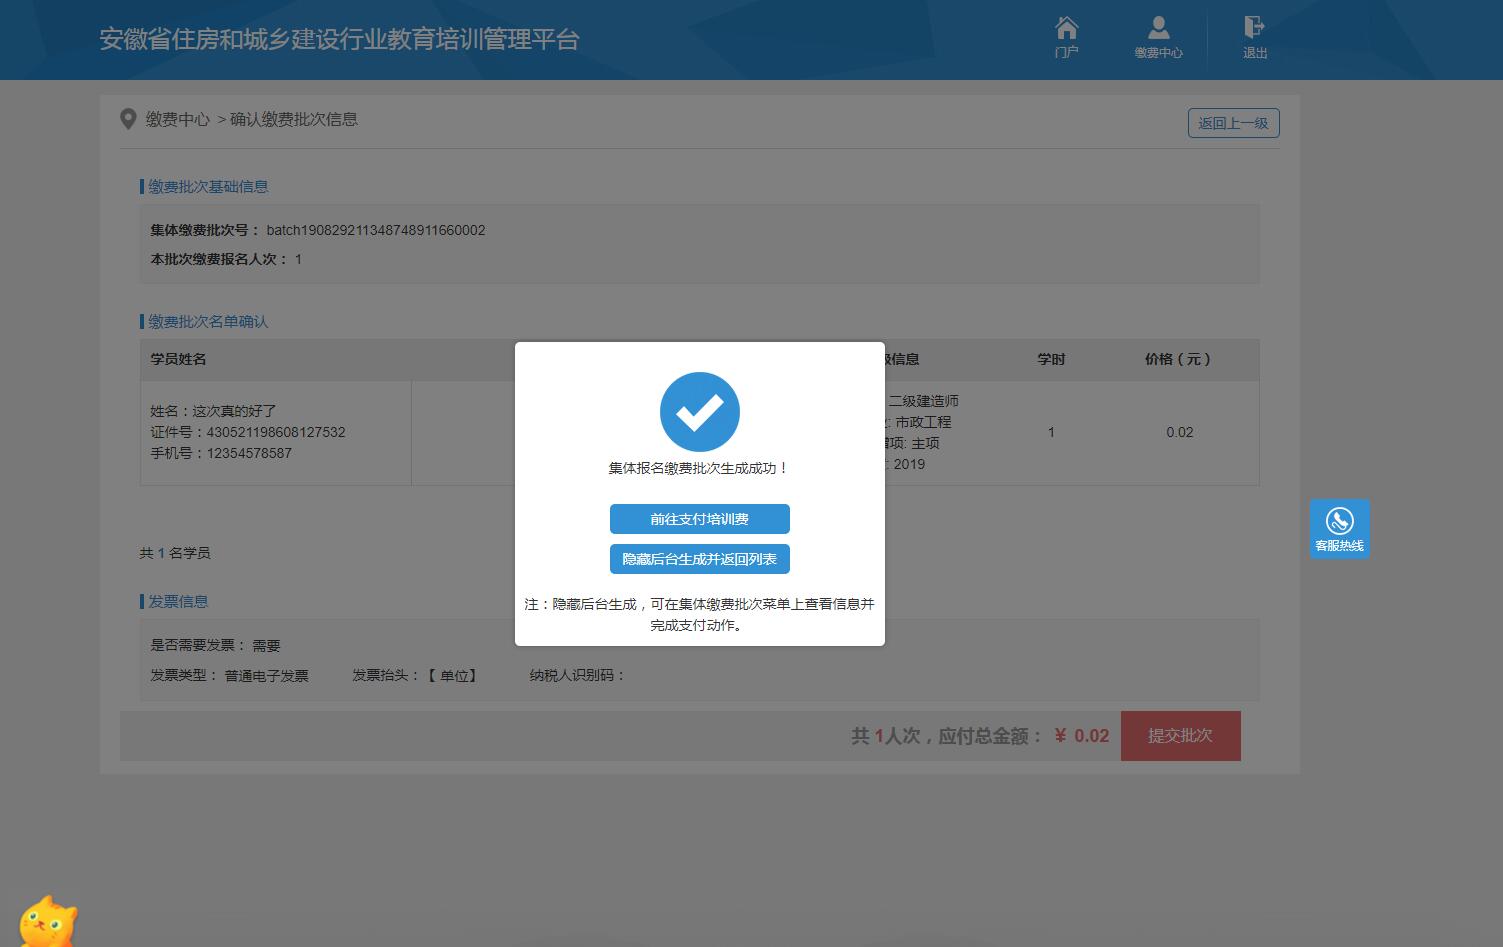 安徽省住房和城乡建设行业教育培训管理平台
门户
缴费中心
退出
缴费中心 > 确认缴费批次信息
返回上一级
缴费批次基础信息
集体缴费批次号： batch190829211348748911660002
本批次缴费报名人次： 1
缴费批次名单确认
学员姓名
信息
学时
价格（元）
姓名：这次真的好了
证件号：430521198608127532
手机号：12354578587
二级建造师
: 市政工程
项: 主项
: 2019
1
0.02
集体报名缴费批次生成成功！
前往支付培训费
隐藏后台生成并返回列表
注：隐藏后台生成，可在集体缴费批次菜单上查看信息并
完成支付动作。
客服热线
共 1 名学员
发票信息
是否需要发票： 需要
发票类型： 普通电子发票 发票抬头：【 单位】 纳税人识别码：
共 1人次，应付总金额： ¥ 0.02
提交批次